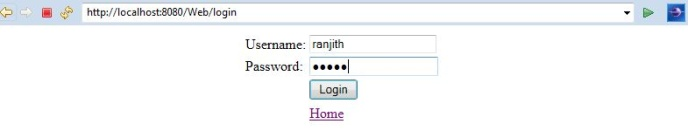 http://localhost:8080/Web/login
Username: ranjith
Password: •••••
Login
Home